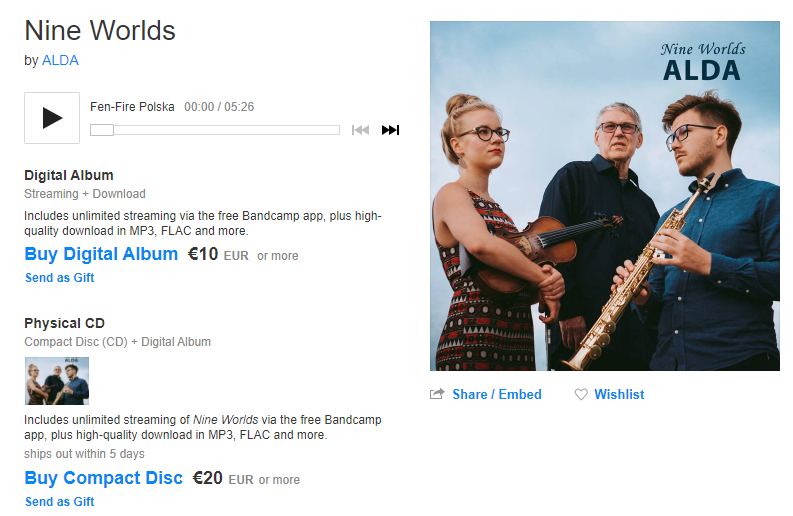 Nine Worlds
by ALDA
Fen-Fire Polska 00:00 / 05:26
Digital Album
Streaming + Download
Includes unlimited streaming via the free Bandcamp app, plus high-
quality download in MP3, FLAC and more.
Buy Digital Album €10 EUR or more
Send as Gift
Physical CD
Compact Disc (CD) + Digital Album
ALDA
Includes unlimited streaming of Nine Worlds via the free Bandcamp
app, plus high-quality download in MP3, FLAC and more.
ships out within 5 days
Buy Compact Disc €20 EUR or more
Send as Gift
Nine Worlds
ALDA
Share / Embed
Wishlist